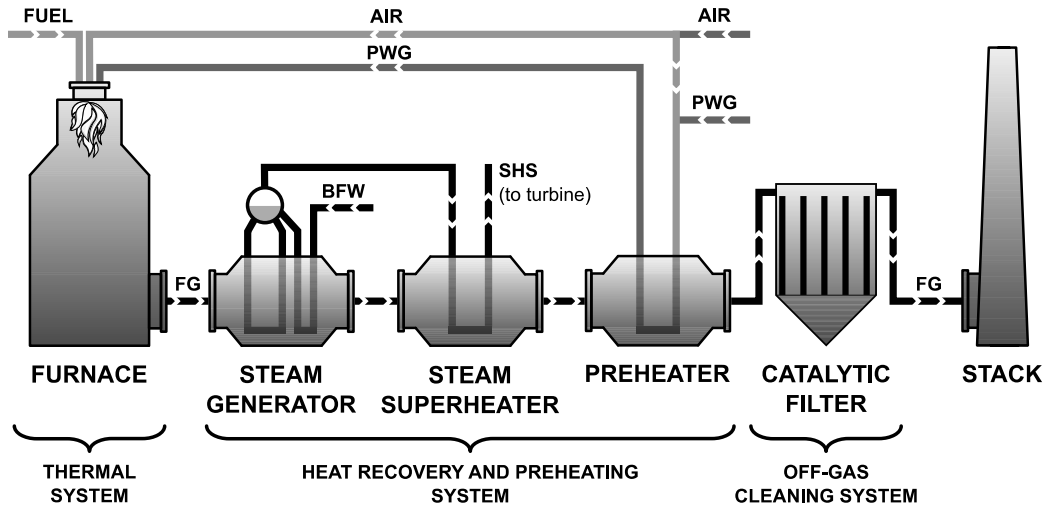 FUEL
AIR
AIR
PWG
PWG
SHS
(to turbine)
BFW
FG
FG
FURNACE
STEAM
GENERATOR
STEAM
SUPERHEATER
PREHEATER
CATALYTIC
FILTER
STACK
THERMAL
SYSTEM
HEAT RECOVERY AND PREHEATING
SYSTEM
OFF-GAS
CLEANING SYSTEM